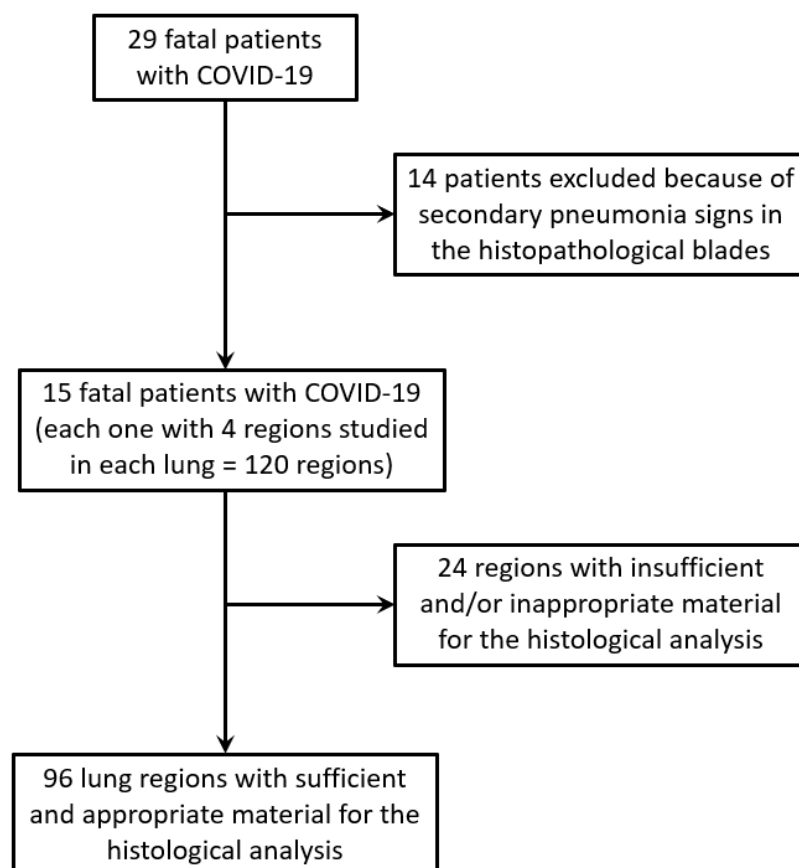 29 fatal patients
with COVID-19
14 patients excluded because of
secondary pneumonia signs in
the histopathological blades
15 fatal patients with COVID-19
(each one with 4 regions studied
in each lung = 120 regions)
24 regions with insufficient
and/or inappropriate material
for the histological analysis
96 lung regions with sufficient
and appropriate material for the
histological analysis